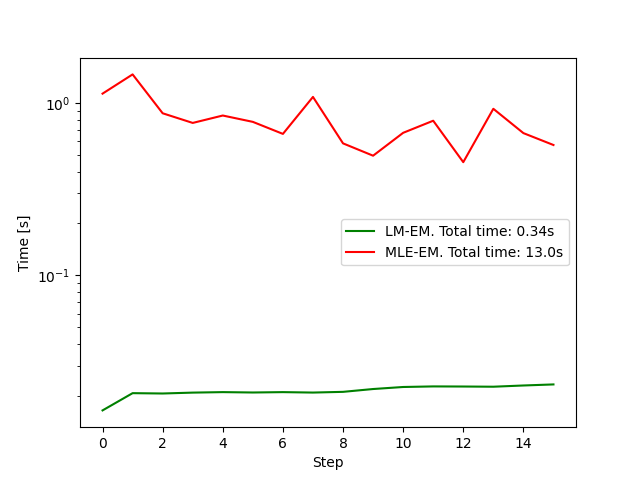 10⁰
10⁻¹
Time [s]
LM-EM. Total time: 0.34s
MLE-EM. Total time: 13.0s
0 2 4 6 8 10 12 14
Step